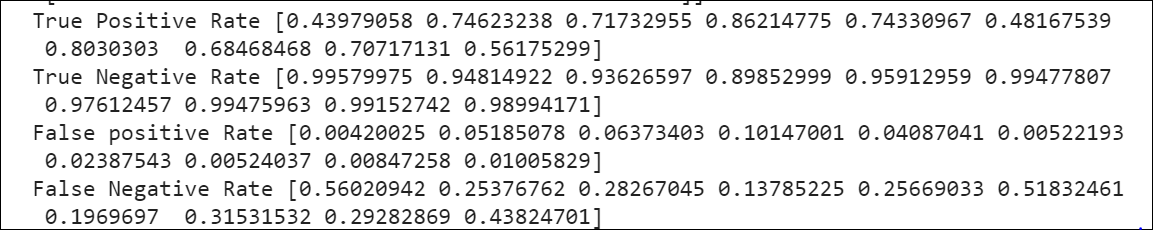 True Positive Rate [0.43979058 0.74623238 0.71732955 0.86214775 0.74330967 0.48167539
 0.8030303  0.68468468 0.70717131 0.56175299]
True Negative Rate [0.99579975 0.94814922 0.93626597 0.89852999 0.95912959 0.99477807
 0.97612457 0.99475963 0.99152742 0.98994171]
False positive Rate [0.00420025 0.05185078 0.06373403 0.10147001 0.04087041 0.00522193
 0.02387543 0.00524037 0.00847258 0.01005829]
False Negative Rate [0.56020942 0.25376762 0.28267045 0.13785225 0.25669033 0.51832461
 0.1969697  0.31531532 0.29282869 0.43824701]